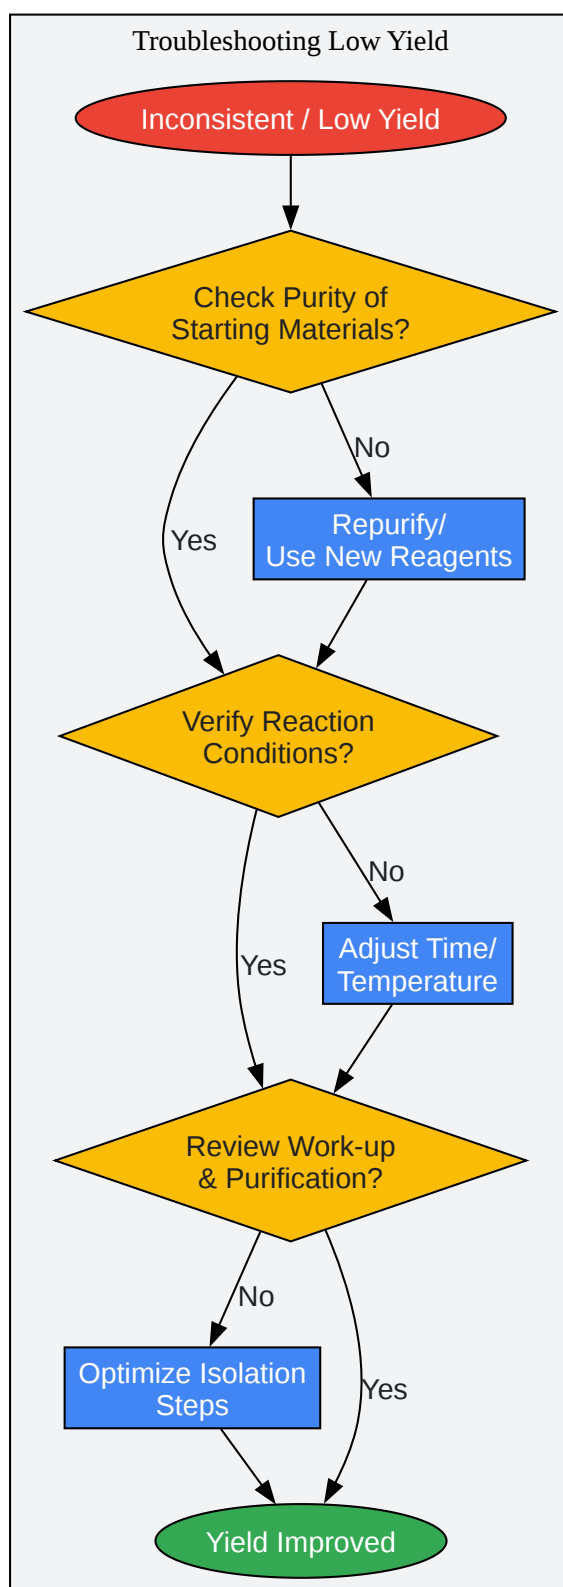 Troubleshooting Low Yield
Inconsistent / Low Yield
Check Purity of
Starting Materials?
No
Yes
Repurify/
Use New Reagents
Verify Reaction
Conditions?
No
Yes
Adjust Time/
Temperature
Review Work-up
& Purification?
No
Optimize Isolation
Steps
Yes
Yield Improved